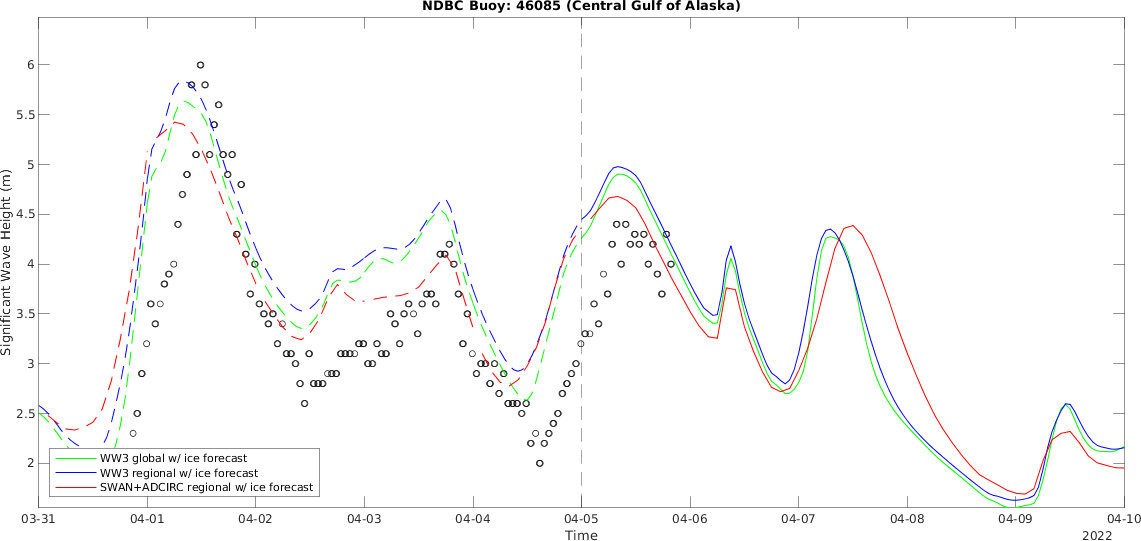 NDBC Buoy: 46085 (Central Gulf of Alaska)
Significant Wave Height (m)
6
5.5
5
4.5
4
3.5
3
2.5
2
WW3 global w/ ice forecast
WW3 regional w/ ice forecast
SWAN+ADCIRC regional w/ ice forecast
03-31 04-01 04-02 04-03 04-04 04-05 04-06 04-07 04-08 04-09 04-10
Time
2022